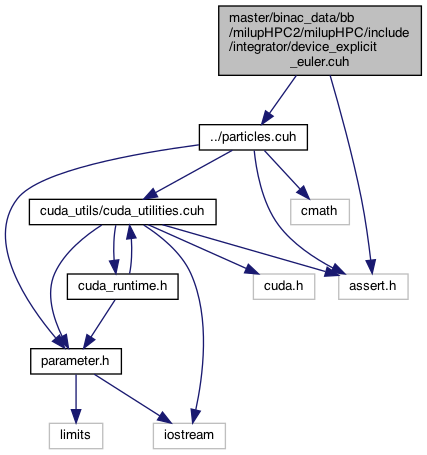 master/binac_data/bb
/milupHPC2/milupHPC/include
/integrator/device_explicit
_euler.cuh
../particles.cuh
cuda_utils/cuda_utilities.cuh
cmath
cuda_runtime.h
cuda.h
assert.h
parameter.h
limits
iostream